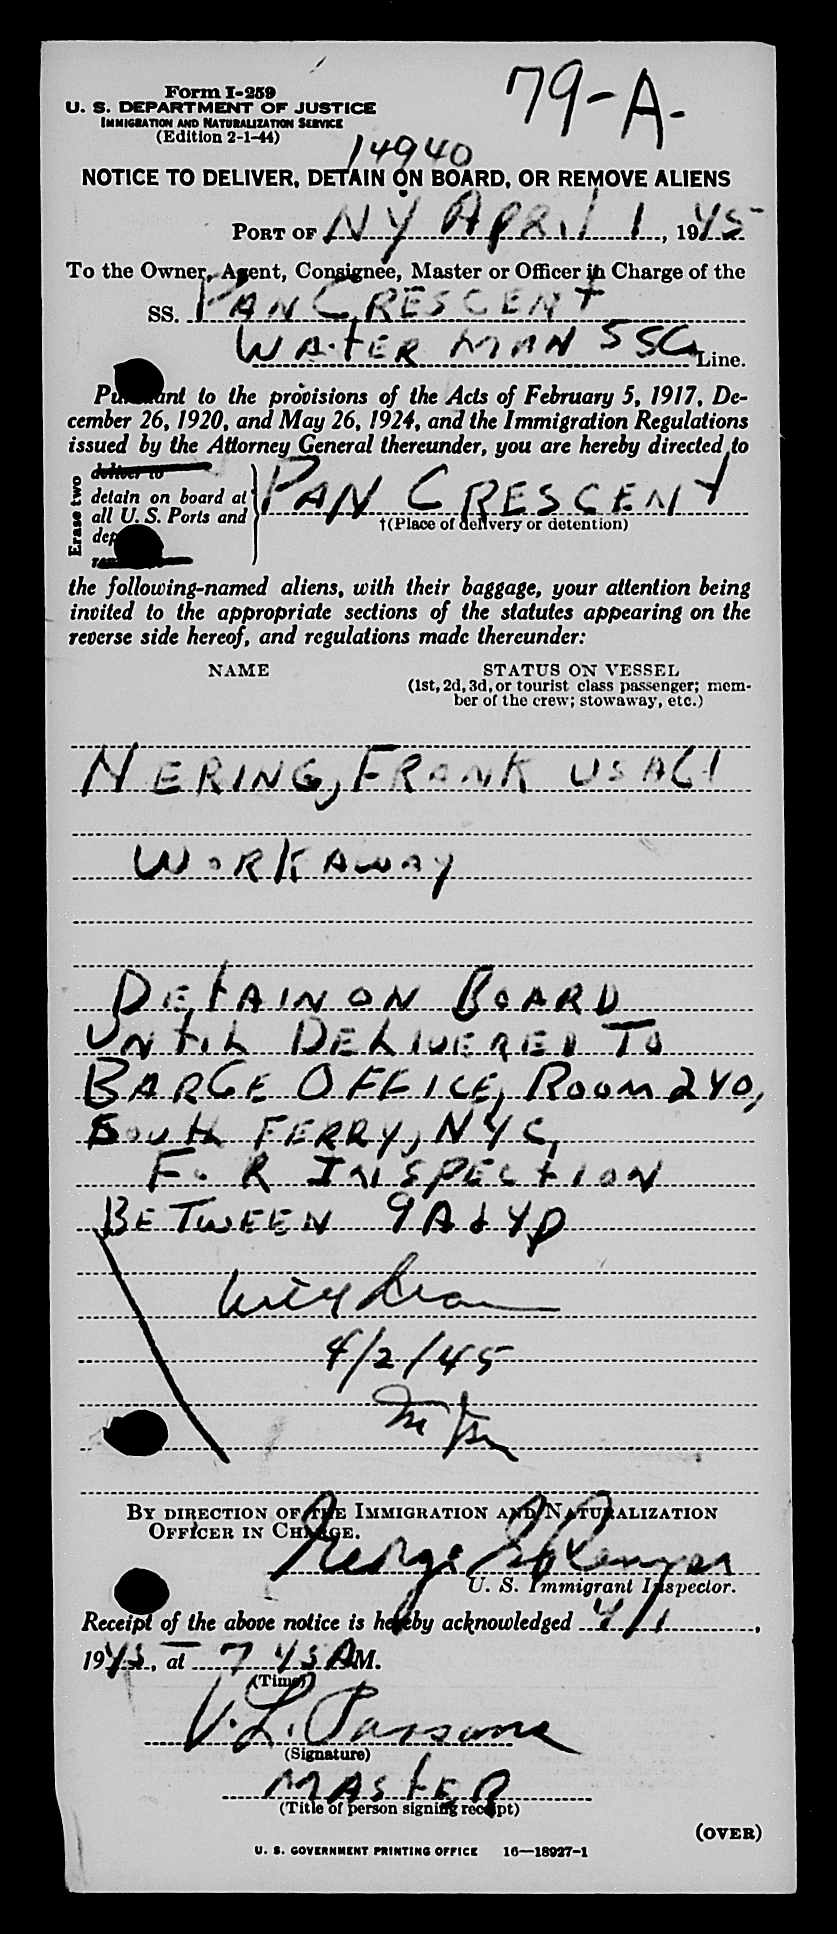 Form I-259
79-A-
U. S. DEPARTMENT OF JUSTICE
IMMIGRATION AND NATURALIZATION SERVICE
(Edition 2-1-44)
14940
NOTICE TO DELIVER, DETAIN ON BOARD, OR REMOVE ALIENS
PORT OF NY APRIL 1, 1945
To the Owner, Agent, Consignee, Master or Officer in Charge of the
SS. PAN CRESCENT
WATERMAN SSCo Line.
Pursuant to the provisions of the Acts of February 5, 1917, De-
cember 26, 1920, and May 26, 1924, and the Immigration Regulations
issued by the Attorney General thereunder, you are hereby directed to
Erase two
deliver to
detain on board at
all U. S. Ports and
PAN CRESCENT
†(Place of delivery or detention)
the following-named aliens, with their baggage, your attention being
invited to the appropriate sections of the statutes appearing on the
reverse side hereof, and regulations made thereunder:
NAME STATUS ON VESSEL
(1st, 2d, 3d, or tourist class passenger; mem-
ber of the crew; stowaway, etc.)
NERING, FRANK USA61
WORKAWAY
DETAIN ON BOARD
UNTIL DELIVERED TO
BARGE OFFICE, ROOM 240,
SOUTH FERRY, NYC,
FOR INSPECTION
BETWEEN 9A & 4P
4/2/45
BY DIRECTION OF THE IMMIGRATION AND NATURALIZATION
OFFICER IN CHARGE.
George
U. S. Immigrant Inspector.
Receipt of the above notice is hereby acknowledged 4/1,
1945, at 7 45 AM.
(Time)
V. L. Parsons
(Signature)
MASTER
(Title of person signing receipt)
(OVER)
U. S. GOVERNMENT PRINTING OFFICE 16—18927-1